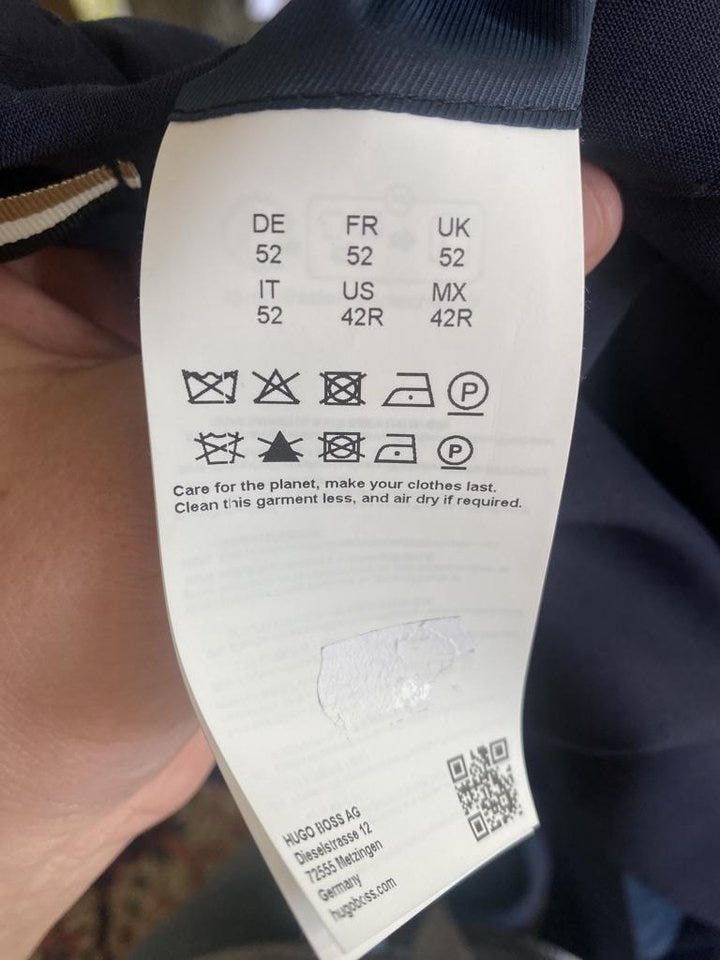 DE FR UK
52 52 52
IT US MX
52 42R 42R
P
P
Care for the planet, make your clothes last.
Clean this garment less, and air dry if required.
HUGO BOSS AG
Dieselstrasse 12
72555 Metzingen
Germany
hugoboss.com